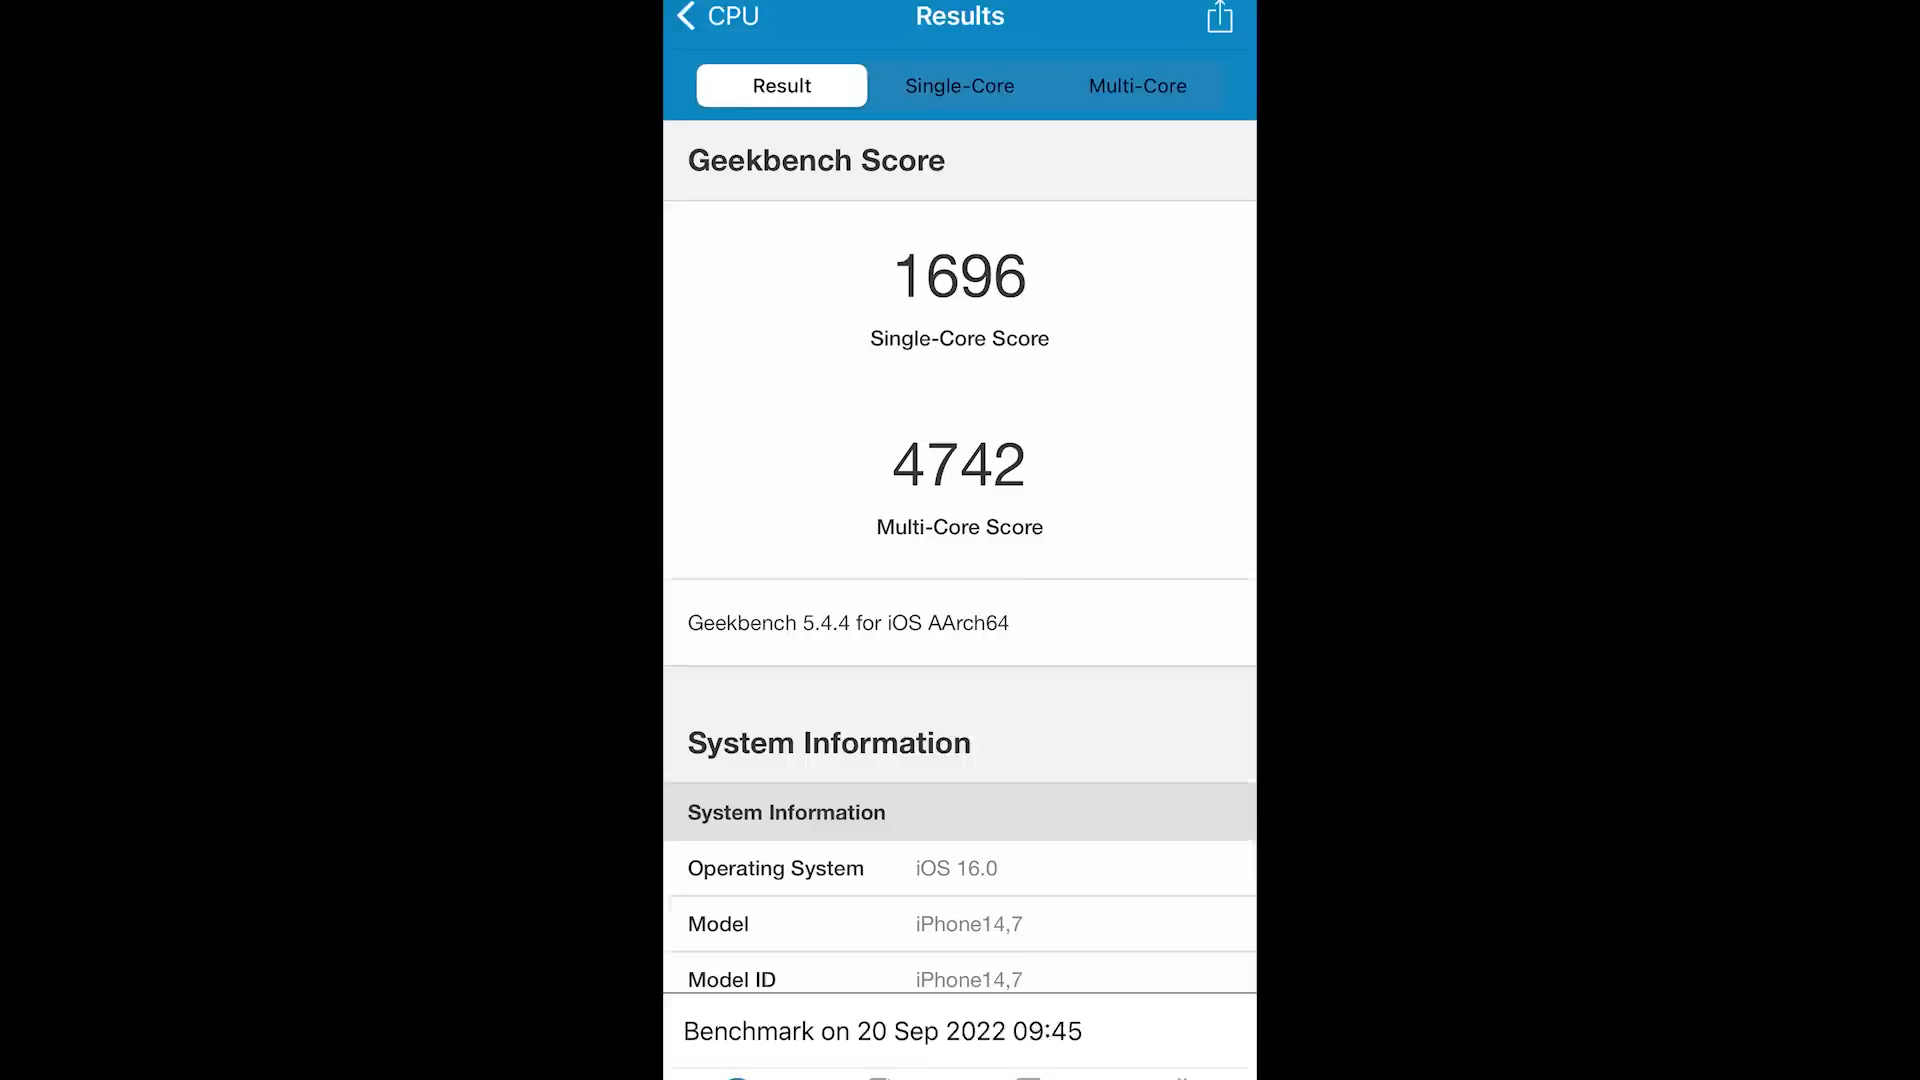 CPU
Results
Result
Single-Core
Multi-Core
Geekbench Score
1696
Single-Core Score
4742
Multi-Core Score
Geekbench 5.4.4 for iOS AArch64
System Information
System Information
Operating System iOS 16.0
Model iPhone14,7
Model ID iPhone14,7
Benchmark on 20 Sep 2022 09:45